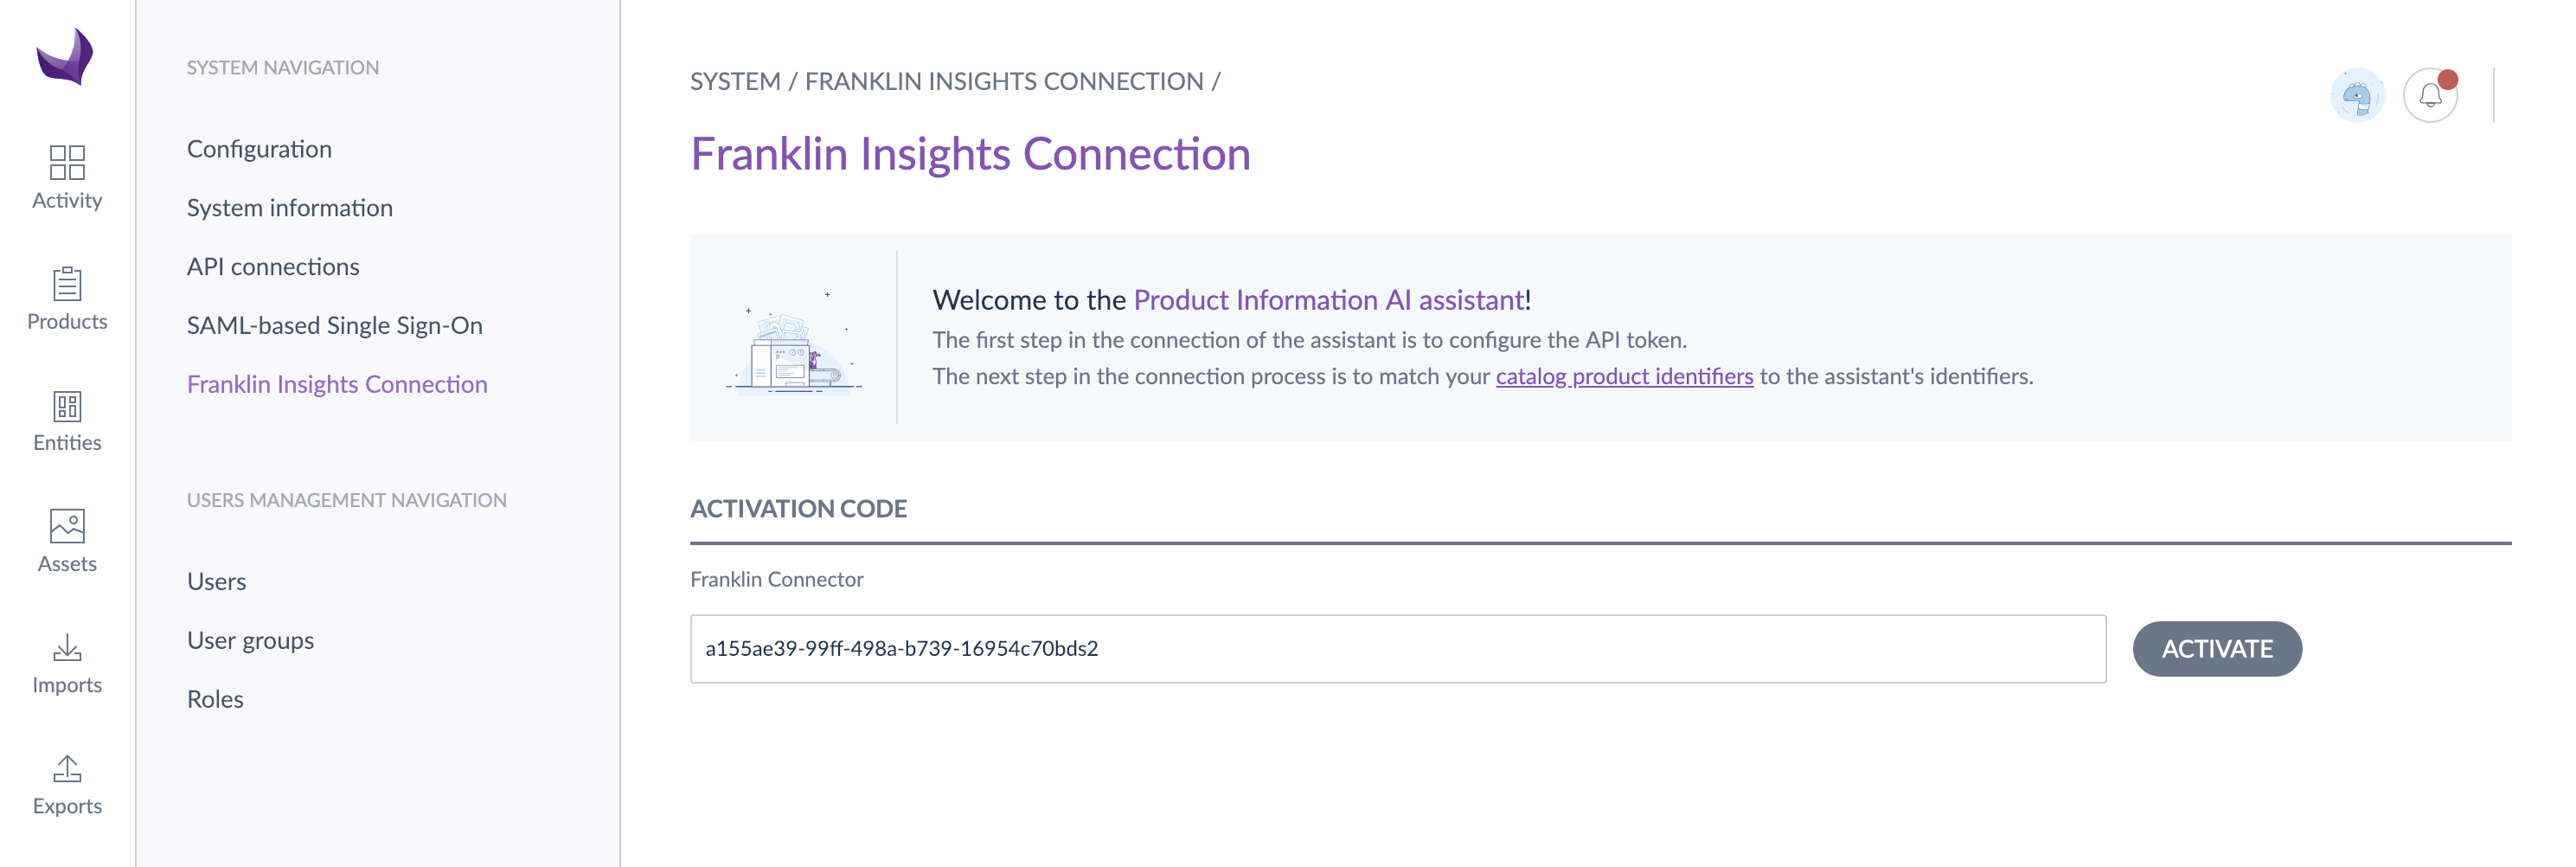 Activity
Products
Entities
Assets
Imports
Exports
SYSTEM NAVIGATION
Configuration
System information
API connections
SAML-based Single Sign-On
Franklin Insights Connection
USERS MANAGEMENT NAVIGATION
Users
User groups
Roles
SYSTEM / FRANKLIN INSIGHTS CONNECTION /
Franklin Insights Connection
Welcome to the Product Information AI assistant!
The first step in the connection of the assistant is to configure the API token.
The next step in the connection process is to match your catalog product identifiers to the assistant's identifiers.
ACTIVATION CODE
Franklin Connector
a155ae39-99ff-498a-b739-16954c70bds2
ACTIVATE